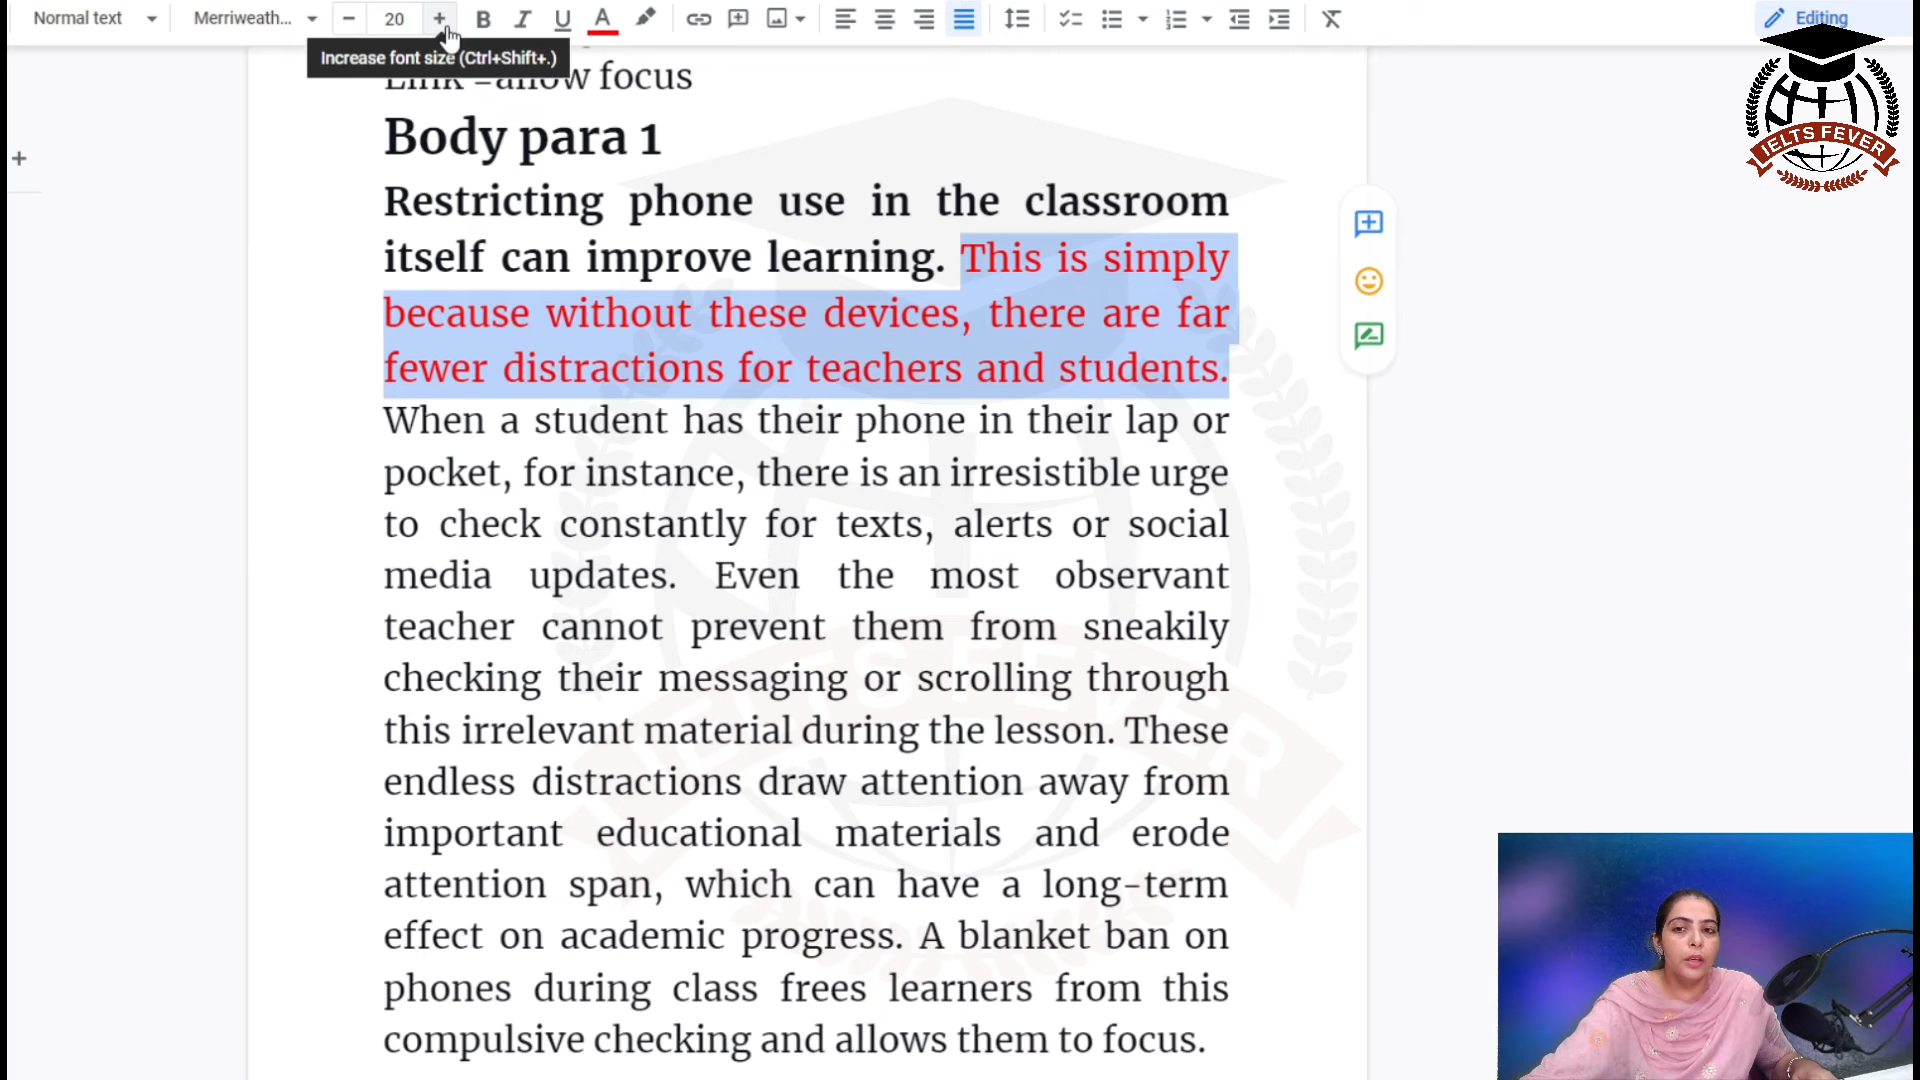 Normal text Merriweath... 20 B I U A Editing
Increase font size (Ctrl+Shift+.)
Link =allow focus
Body para 1
Restricting phone use in the classroom
itself can improve learning. This is simply
because without these devices, there are far
fewer distractions for teachers and students.
When a student has their phone in their lap or
pocket, for instance, there is an irresistible urge
to check constantly for texts, alerts or social
media updates. Even the most observant
teacher cannot prevent them from sneakily
checking their messaging or scrolling through
this irrelevant material during the lesson. These
endless distractions draw attention away from
important educational materials and erode
attention span, which can have a long-term
effect on academic progress. A blanket ban on
phones during class frees learners from this
compulsive checking and allows them to focus.
IELTS FEVER
IELTS FEVER